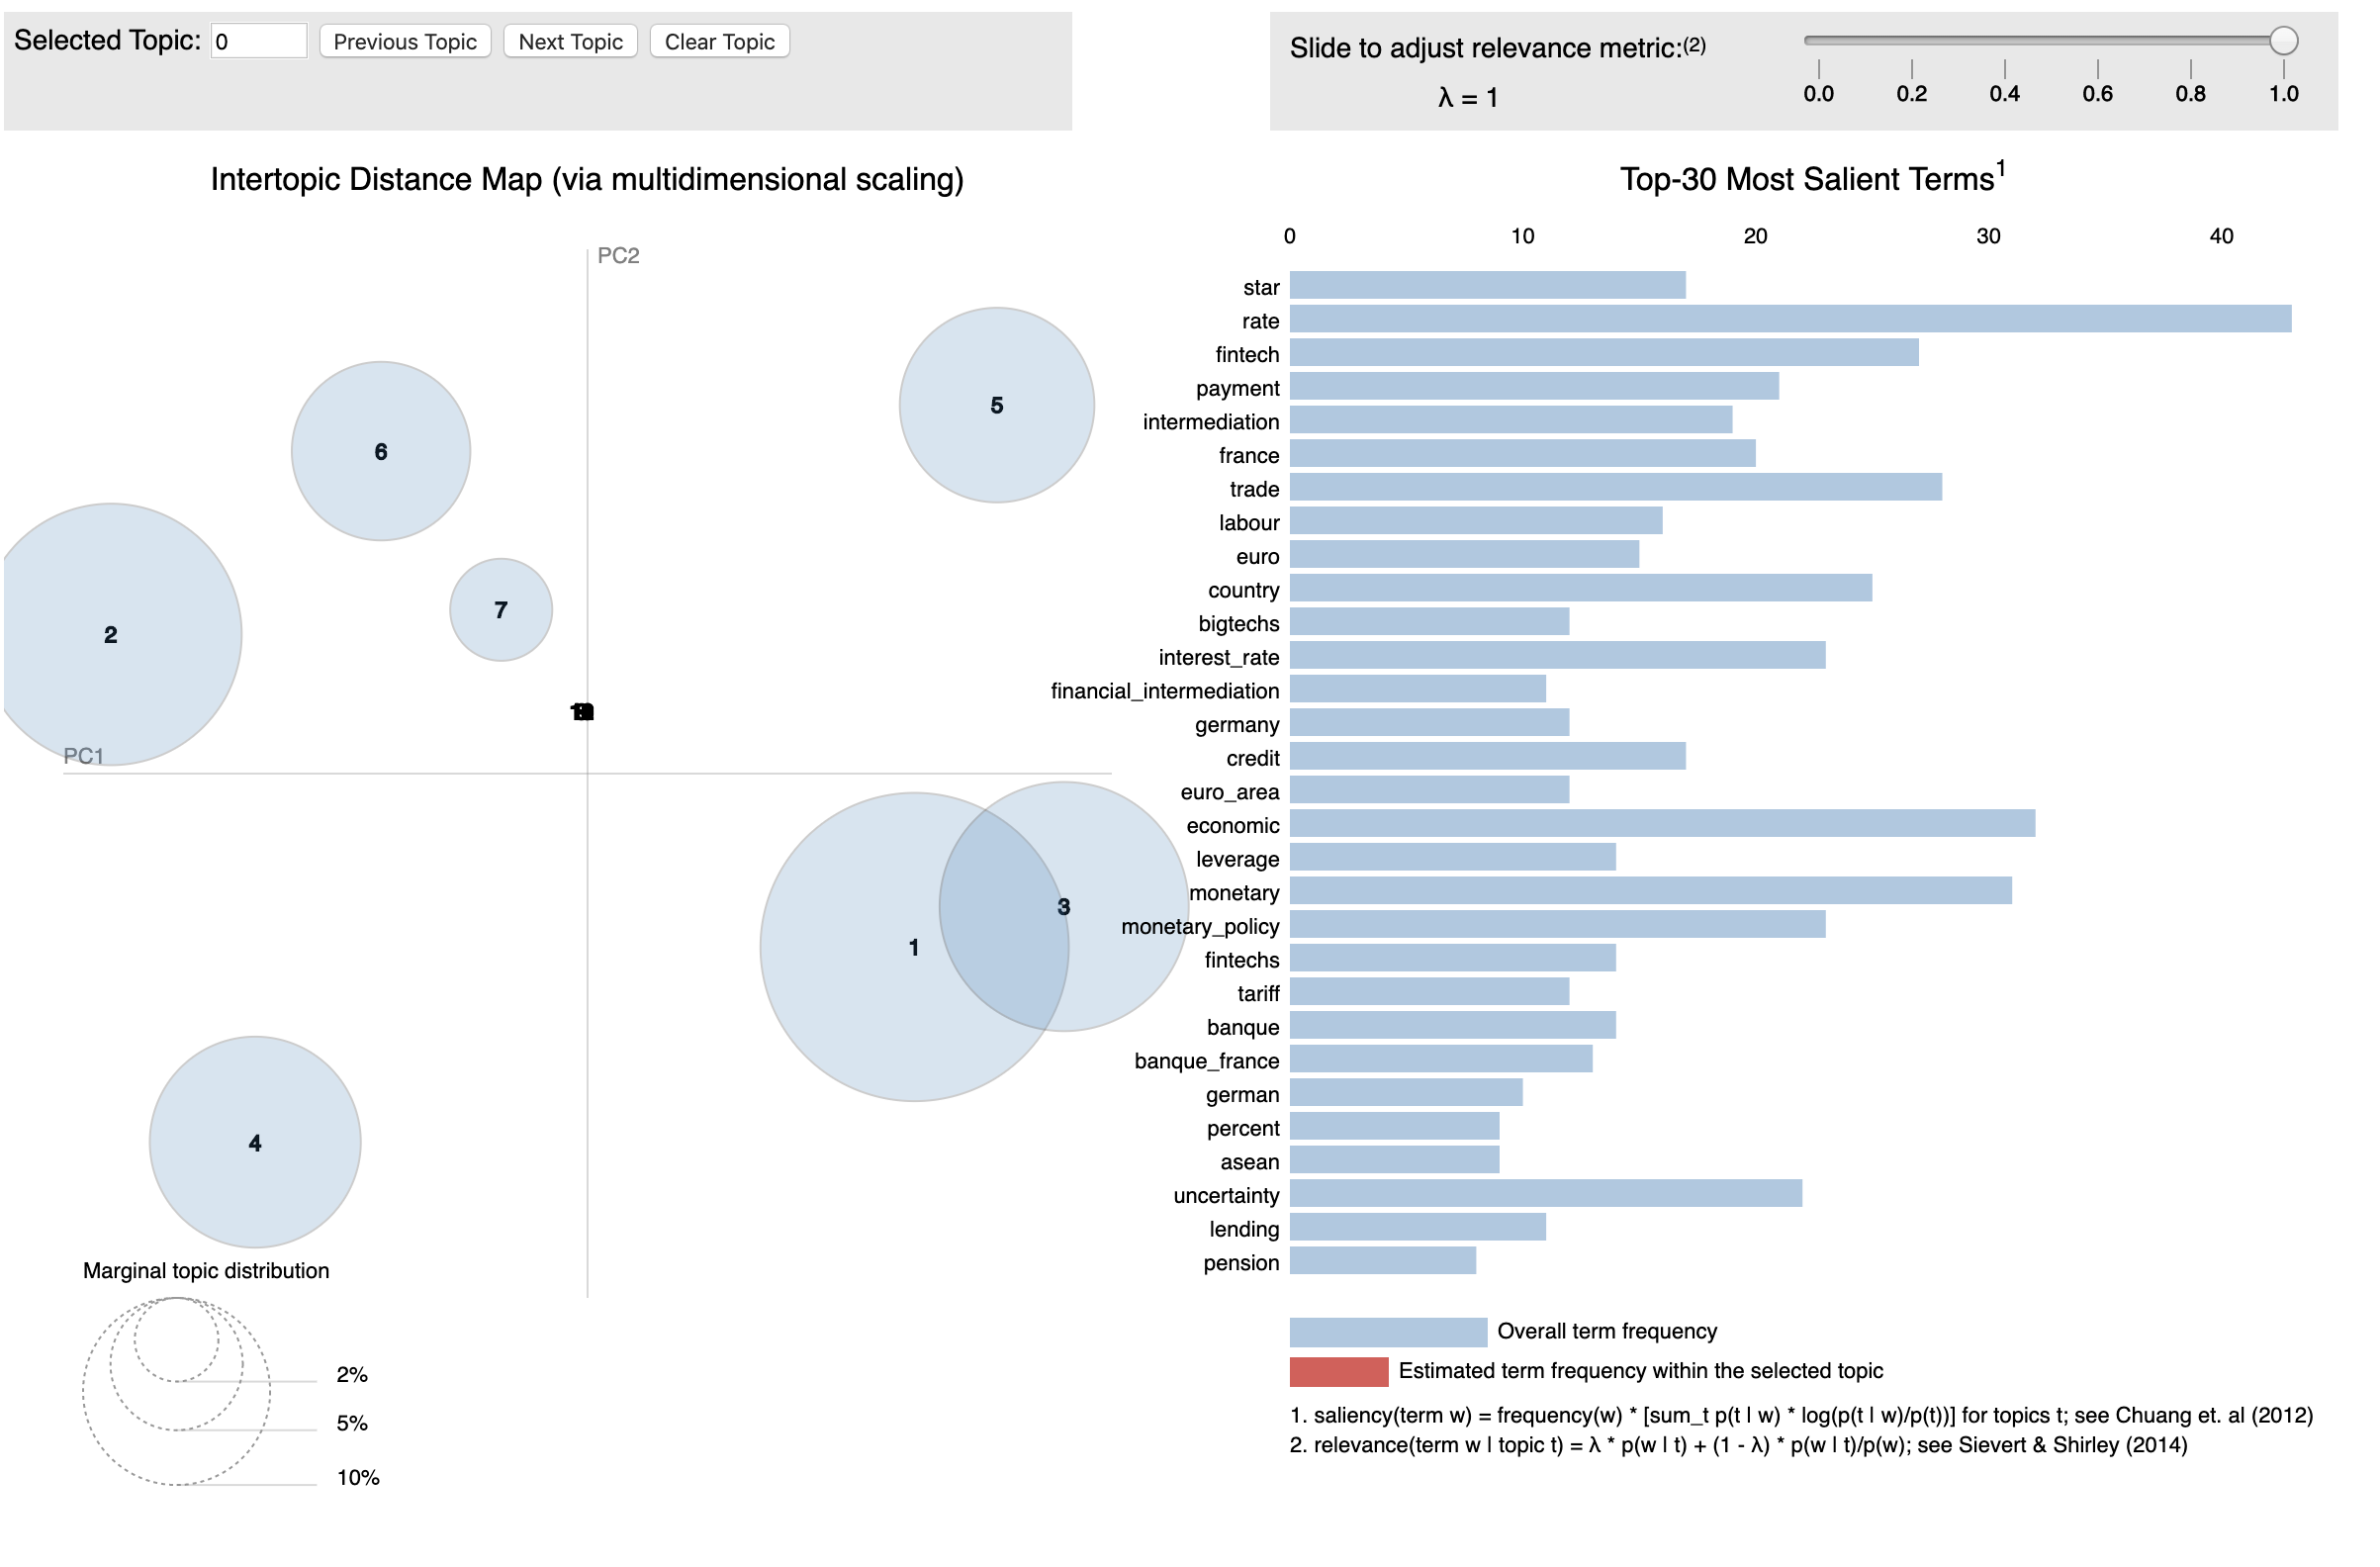 Selected Topic: 0 Previous Topic Next Topic Clear Topic
Slide to adjust relevance metric:(2)
λ = 1
0.0 0.2 0.4 0.6 0.8 1.0
Intertopic Distance Map (via multidimensional scaling)
PC2
PC1
5
6
7
2
3
1
4
Marginal topic distribution
2%
5%
10%
Top-30 Most Salient Terms1
0 10 20 30 40
star
rate
fintech
payment
intermediation
france
trade
labour
euro
country
bigtechs
interest_rate
financial_intermediation
germany
credit
euro_area
economic
leverage
monetary
monetary_policy
fintechs
tariff
banque
banque_france
german
percent
asean
uncertainty
lending
pension
Overall term frequency
Estimated term frequency within the selected topic
1. saliency(term w) = frequency(w) * [sum_t p(t | w) * log(p(t | w)/p(t))] for topics t; see Chuang et. al (2012)
2. relevance(term w | topic t) = λ * p(w | t) + (1 - λ) * p(w | t)/p(w); see Sievert & Shirley (2014)